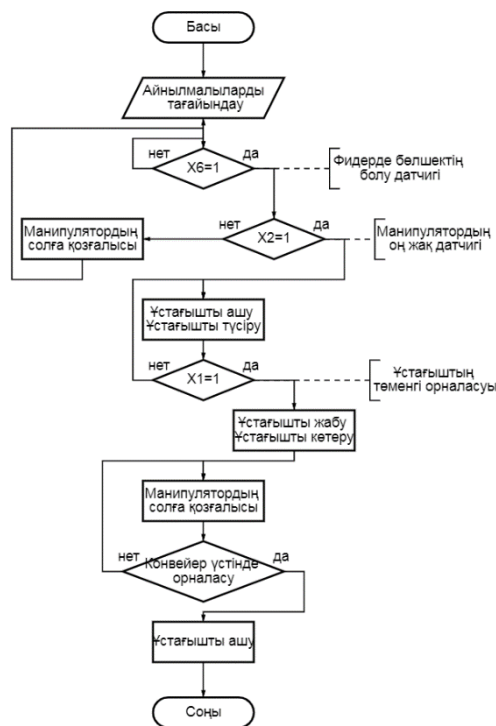 Басы
Айнылмалыларды
тағайындау
нет
да
X6=1
Фидерде бөлшектің
болу датчигі
Манипулятордың
солға қозғалысы
нет
да
X2=1
Манипулятордың
оң жақ датчигі
Ұстағышты ашу
Ұстағышты түсіру
нет
да
X1=1
Ұстағыштың
төменгі орналасуы
Ұстағышты жабу
Ұстағышты көтеру
Манипулятордың
солға қозғалысы
нет
да
Конвейер үстінде
орналасу
Ұстағышты ашу
Соңы